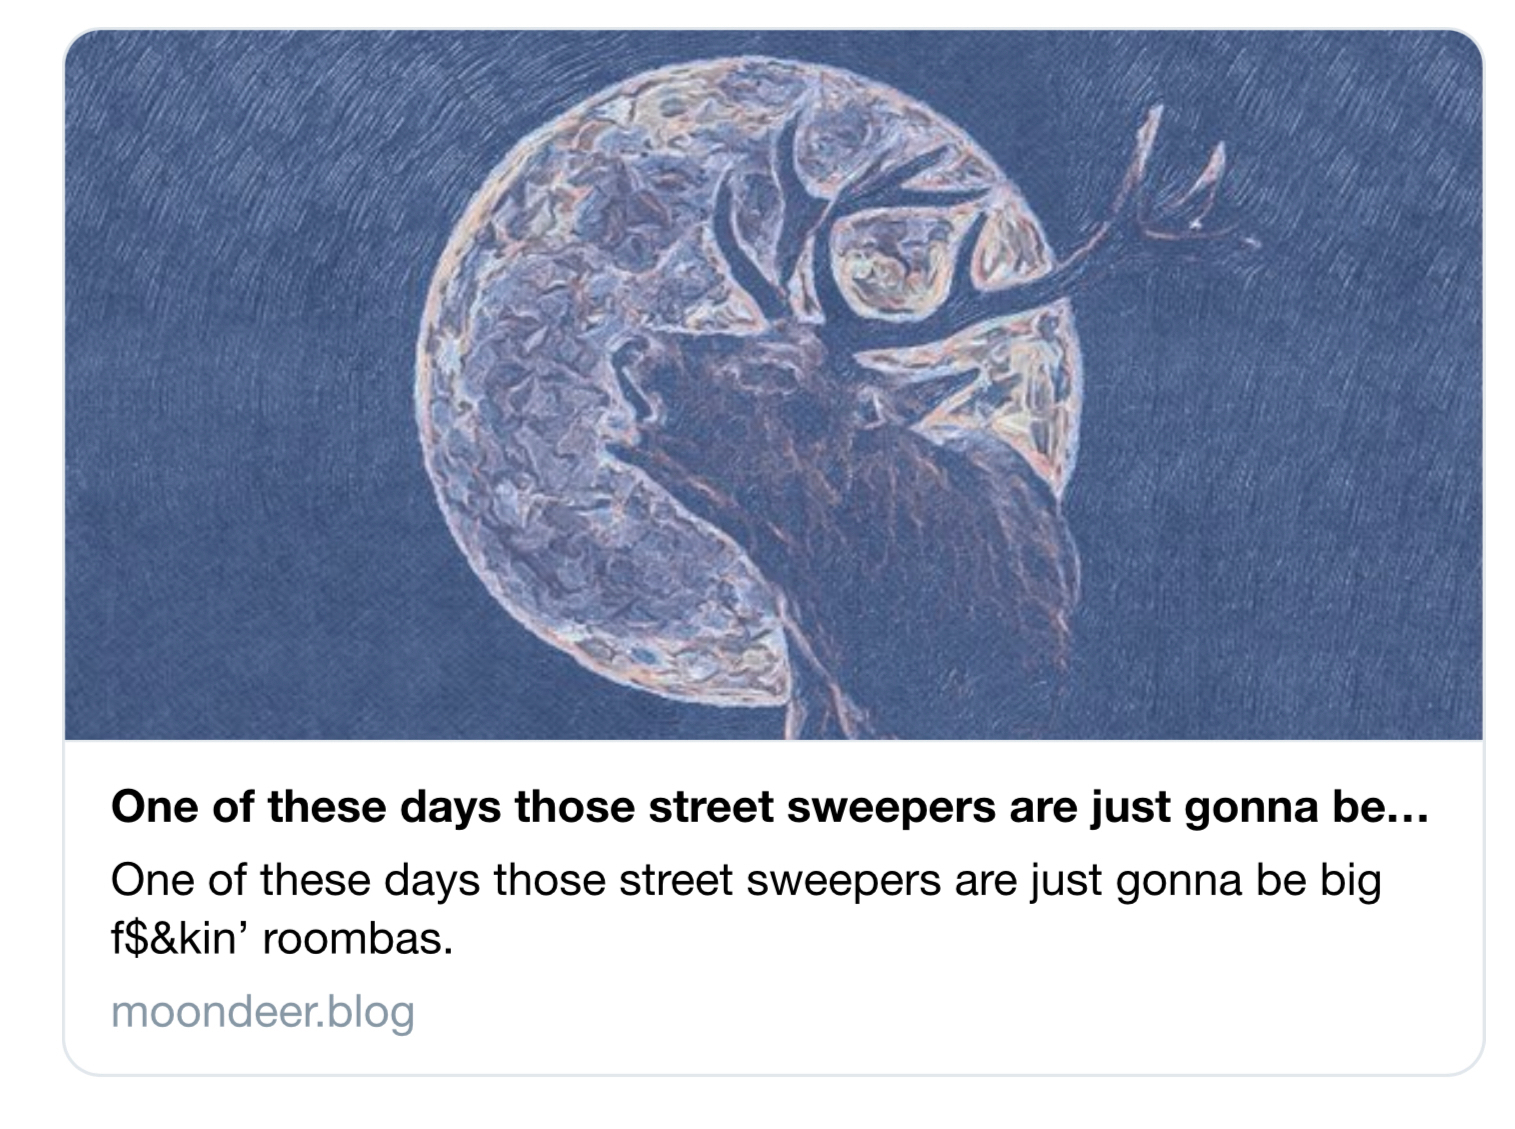 One of these days those street sweepers are just gonna be...
One of these days those street sweepers are just gonna be big
f$&kin’ roombas.
moondeer.blog